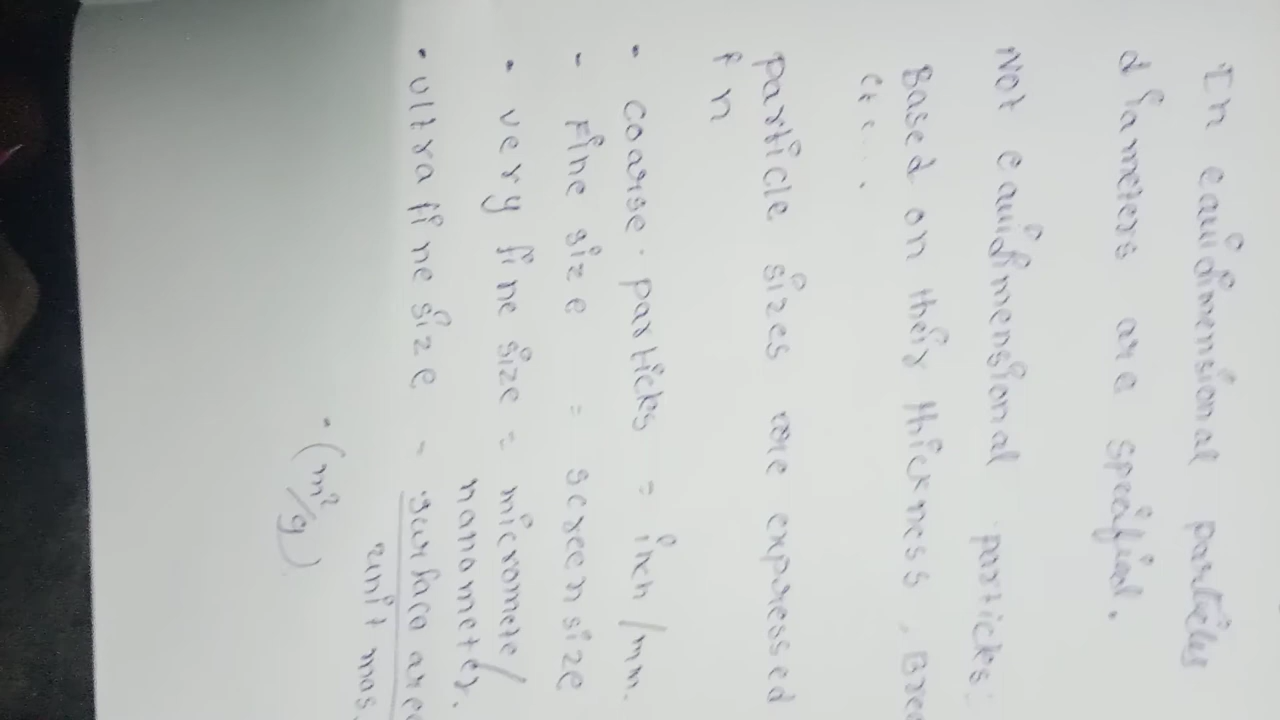 In equidimensional particles
diameters are specified.
Not equidimensional particles:
Based on their thickness, Bre
etc...
particle sizes are expressed
in
• coarse particles = inch/mm.
- Fine size = screen size
• very fine size = micrometer/
nanometer.
• ultra fine size - surface area
unit mas
• (m²/g)